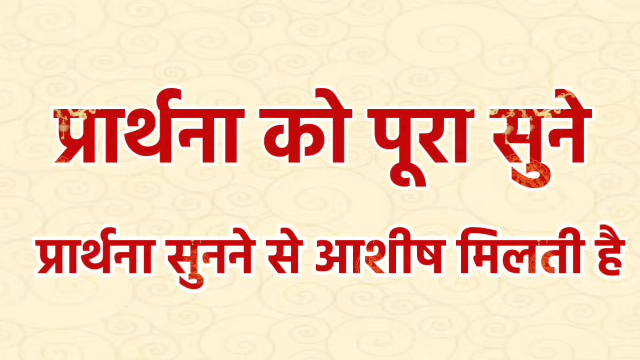 प्रार्थना को पूरा सुने
प्रार्थना सुनने से आशीष मिलती है